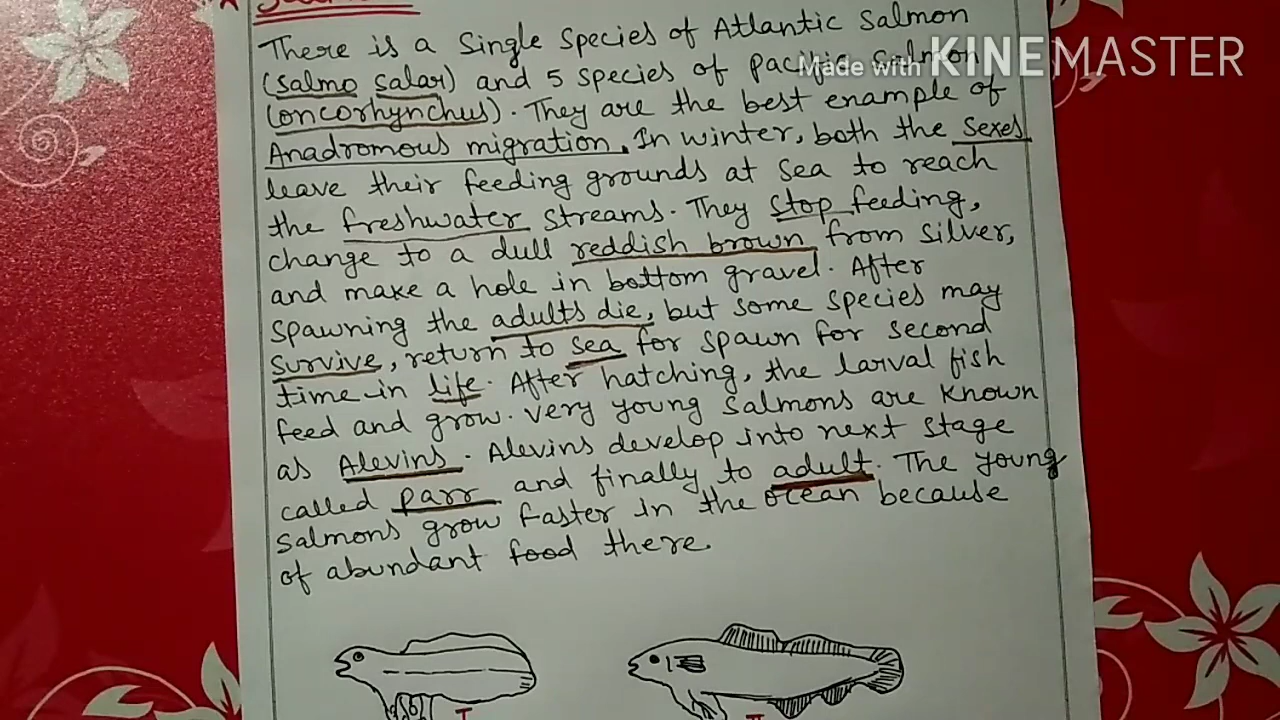 There is a single species of Atlantic salmon
(salmo salar) and 5 species of pacific salmon
(oncorhynchus). They are the best example of
Anadromous migration. In winter, both the sexes
leave their feeding grounds at sea to reach
the freshwater streams. They stop feeding,
change to a dull reddish brown from silver,
and make a hole in bottom gravel. After
spawning the adults die, but some species may
survive, return to sea for spawn for second
time in life. After hatching, the larval fish
feed and grow. very young salmons are known
as Alevins. Alevins develop into next stage
called parr and finally to adult. The young
salmons grow faster in the ocean because
of abundant food there.
I
II
Made with KINEMASTER